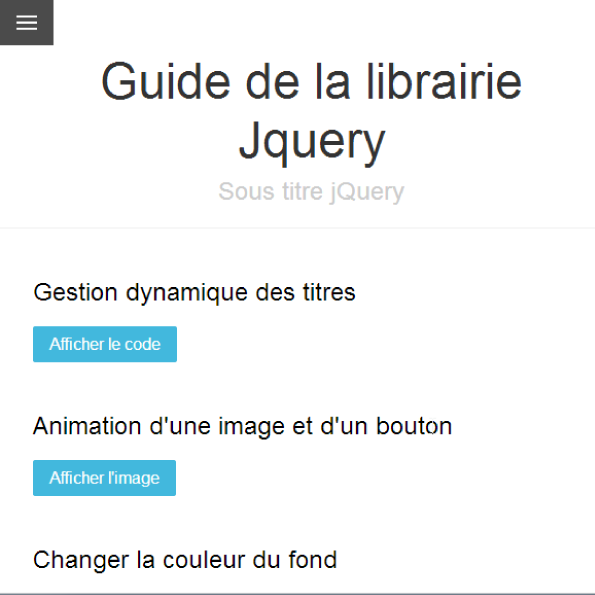 Guide de la librairie
Jquery
Sous titre jQuery
Gestion dynamique des titres
Afficher le code
Animation d'une image et d'un bouton
Afficher l'image
Changer la couleur du fond